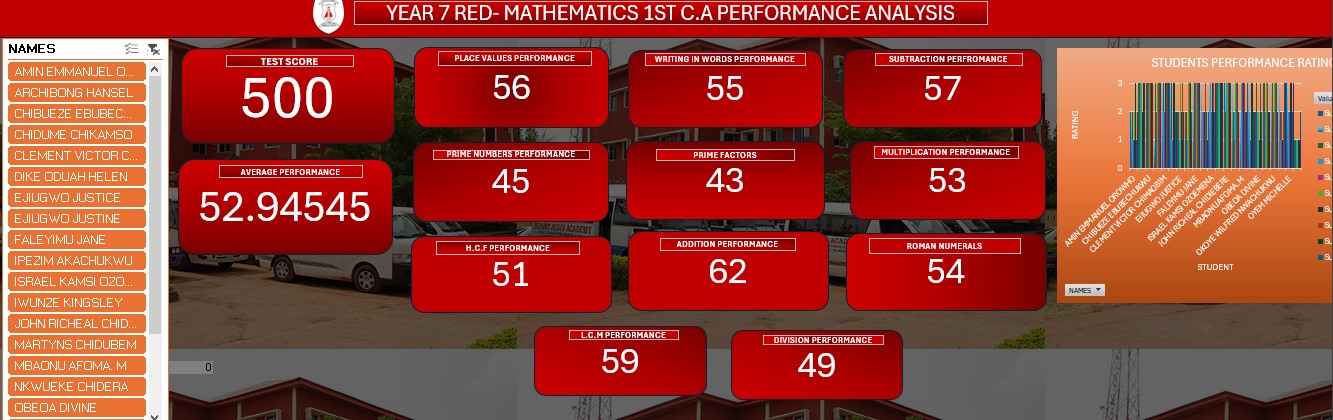 YEAR 7 RED- MATHEMATICS 1ST C.A PERFORMANCE ANALYSIS
NAMES
AMIN EMMANUEL O...
ARCHIBONG HANSEL
CHIBUEZE EBUBEC...
CHIDUME CHIKAMSO
CLEMENT VICTOR C...
DIKE ODUAH HELEN
EJIUGWO JUSTICE
EJIUGWO JUSTINE
FALEYIMU JANE
IPEZIM AKACHUKWU
ISRAEL KAMSI OZO...
IWUNZE KINGSLEY
JOHN RICHEAL CHID...
MARTYNS CHIDUBEM
MBAONU AFOMA. M
NKWUEKE CHIDERA
OBEOA DIVINE
TEST SCORE
500
AVERAGE PERFORMANCE
52.94545
PLACE VALUES PERFORMANCE
56
WRITING IN WORDS PERFORMANCE
55
SUBTRACTION PERFROMANCE
57
PRIME NUMBERS PERFORMANCE
45
PRIME FACTORS
43
MULTIPLICATION PERFORMANCE
53
H.C.F PERFORMANCE
51
ADDITION PERFORMANCE
62
ROMAN NUMERALS
54
L.C.M PERFORMANCE
59
DIVISION PERFORMANCE
49
0
STUDENTS PERFORMANCE RATING
RATING
3
2
1
0
AMIN EMMANUEL OROWHO
CHIBUEZE EBUBECHUKWU
CLEMENT VICTOR CHIMAOBIM
EJIUGWO JUSTICE
FALEYIMU JANE
ISRAEL KAMSI OZOEMENA
JOHN RICHEAL CHIDIEBERE
MBAONU AFOMA. M
OBEOA DIVINE
OKOYE WILFRED NWACHUKWU
OYEH MICHELLE
STUDENT
NAMES
Valu